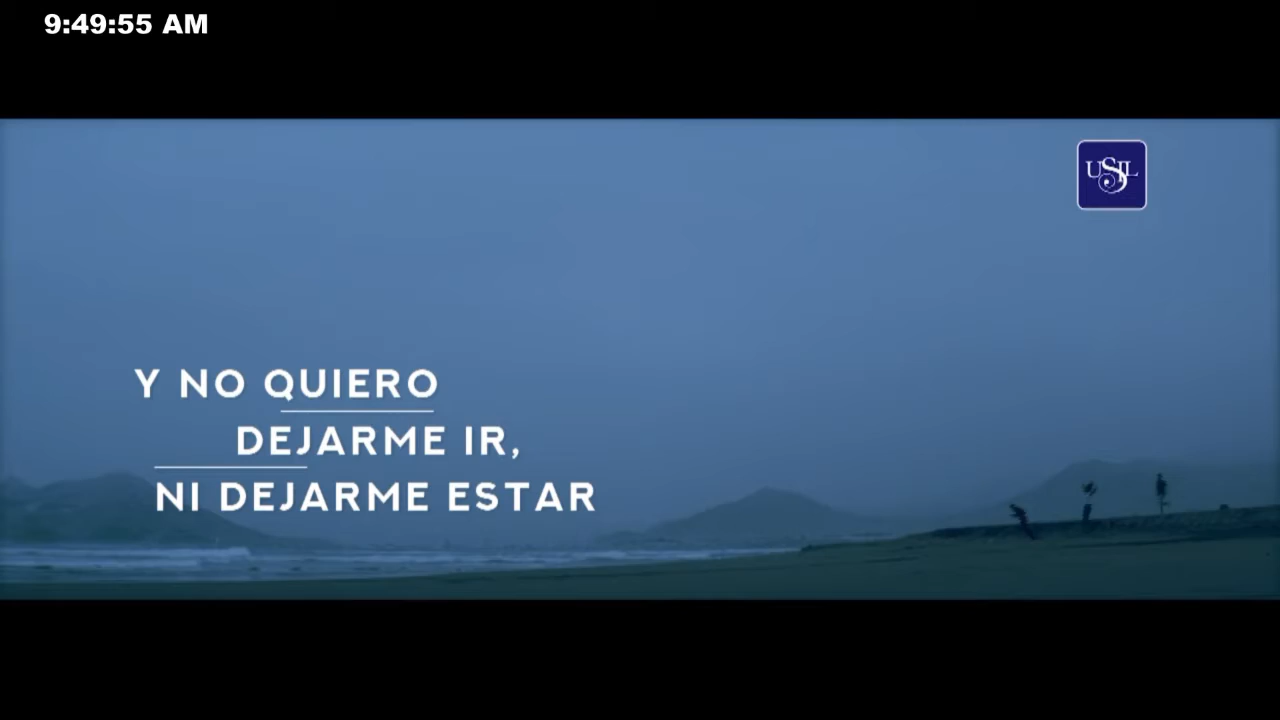 9:49:55 AM
USIL
Y NO QUIERO
DEJARME IR,
NI DEJARME ESTAR